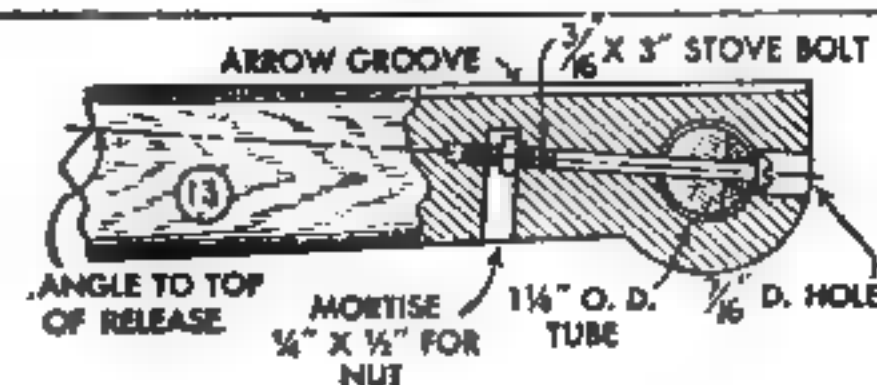 ARROW GROOVE
3/16" X 3" STOVE BOLT
13
ANGLE TO TOP
OF RELEASE
MORTISE
1/4" X 1/2" FOR
NUT
1 1/8" O. D.
TUBE
7/16" D. HOLE